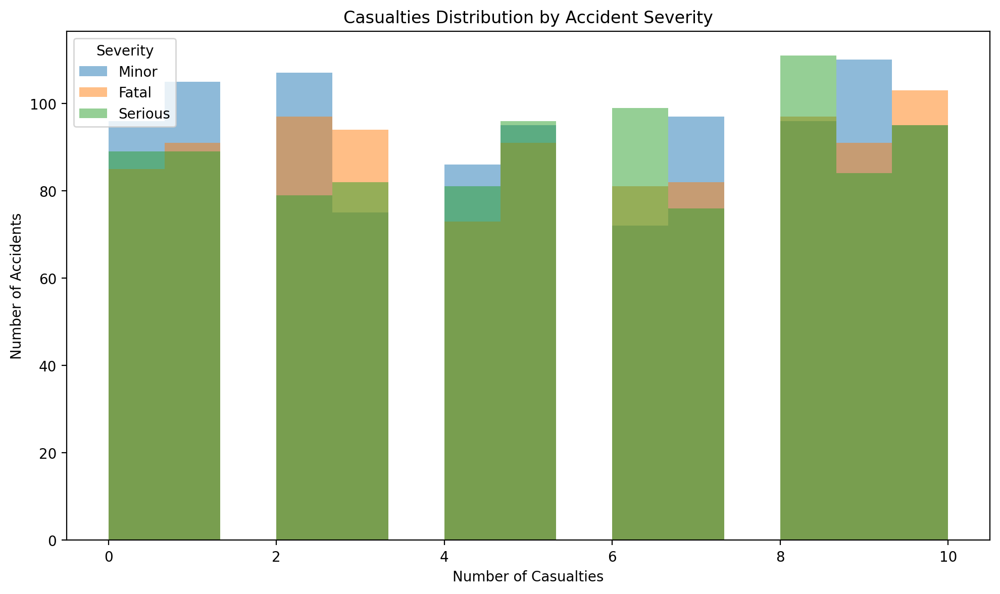 Casualties Distribution by Accident Severity
Severity
Minor
Fatal
Serious
Number of Accidents
100
80
60
40
20
0
0 2 4 6 8 10
Number of Casualties